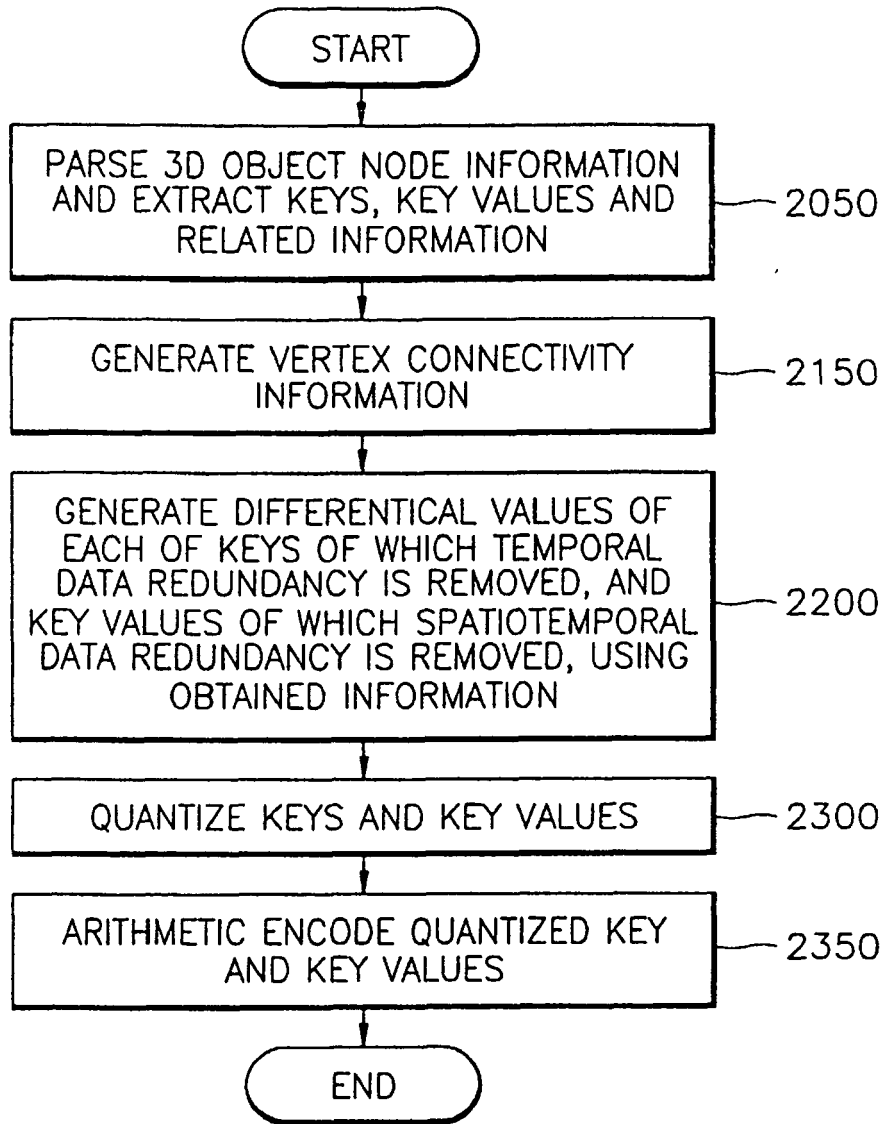 START
PARSE 3D OBJECT NODE INFORMATION
AND EXTRACT KEYS, KEY VALUES AND
RELATED INFORMATION
2050
GENERATE VERTEX CONNECTIVITY
INFORMATION
2150
GENERATE DIFFERENTICAL VALUES OF
EACH OF KEYS OF WHICH TEMPORAL
DATA REDUNDANCY IS REMOVED, AND
KEY VALUES OF WHICH SPATIOTEMPORAL
DATA REDUNDANCY IS REMOVED, USING
OBTAINED INFORMATION
2200
QUANTIZE KEYS AND KEY VALUES
2300
ARITHMETIC ENCODE QUANTIZED KEY
AND KEY VALUES
2350
END